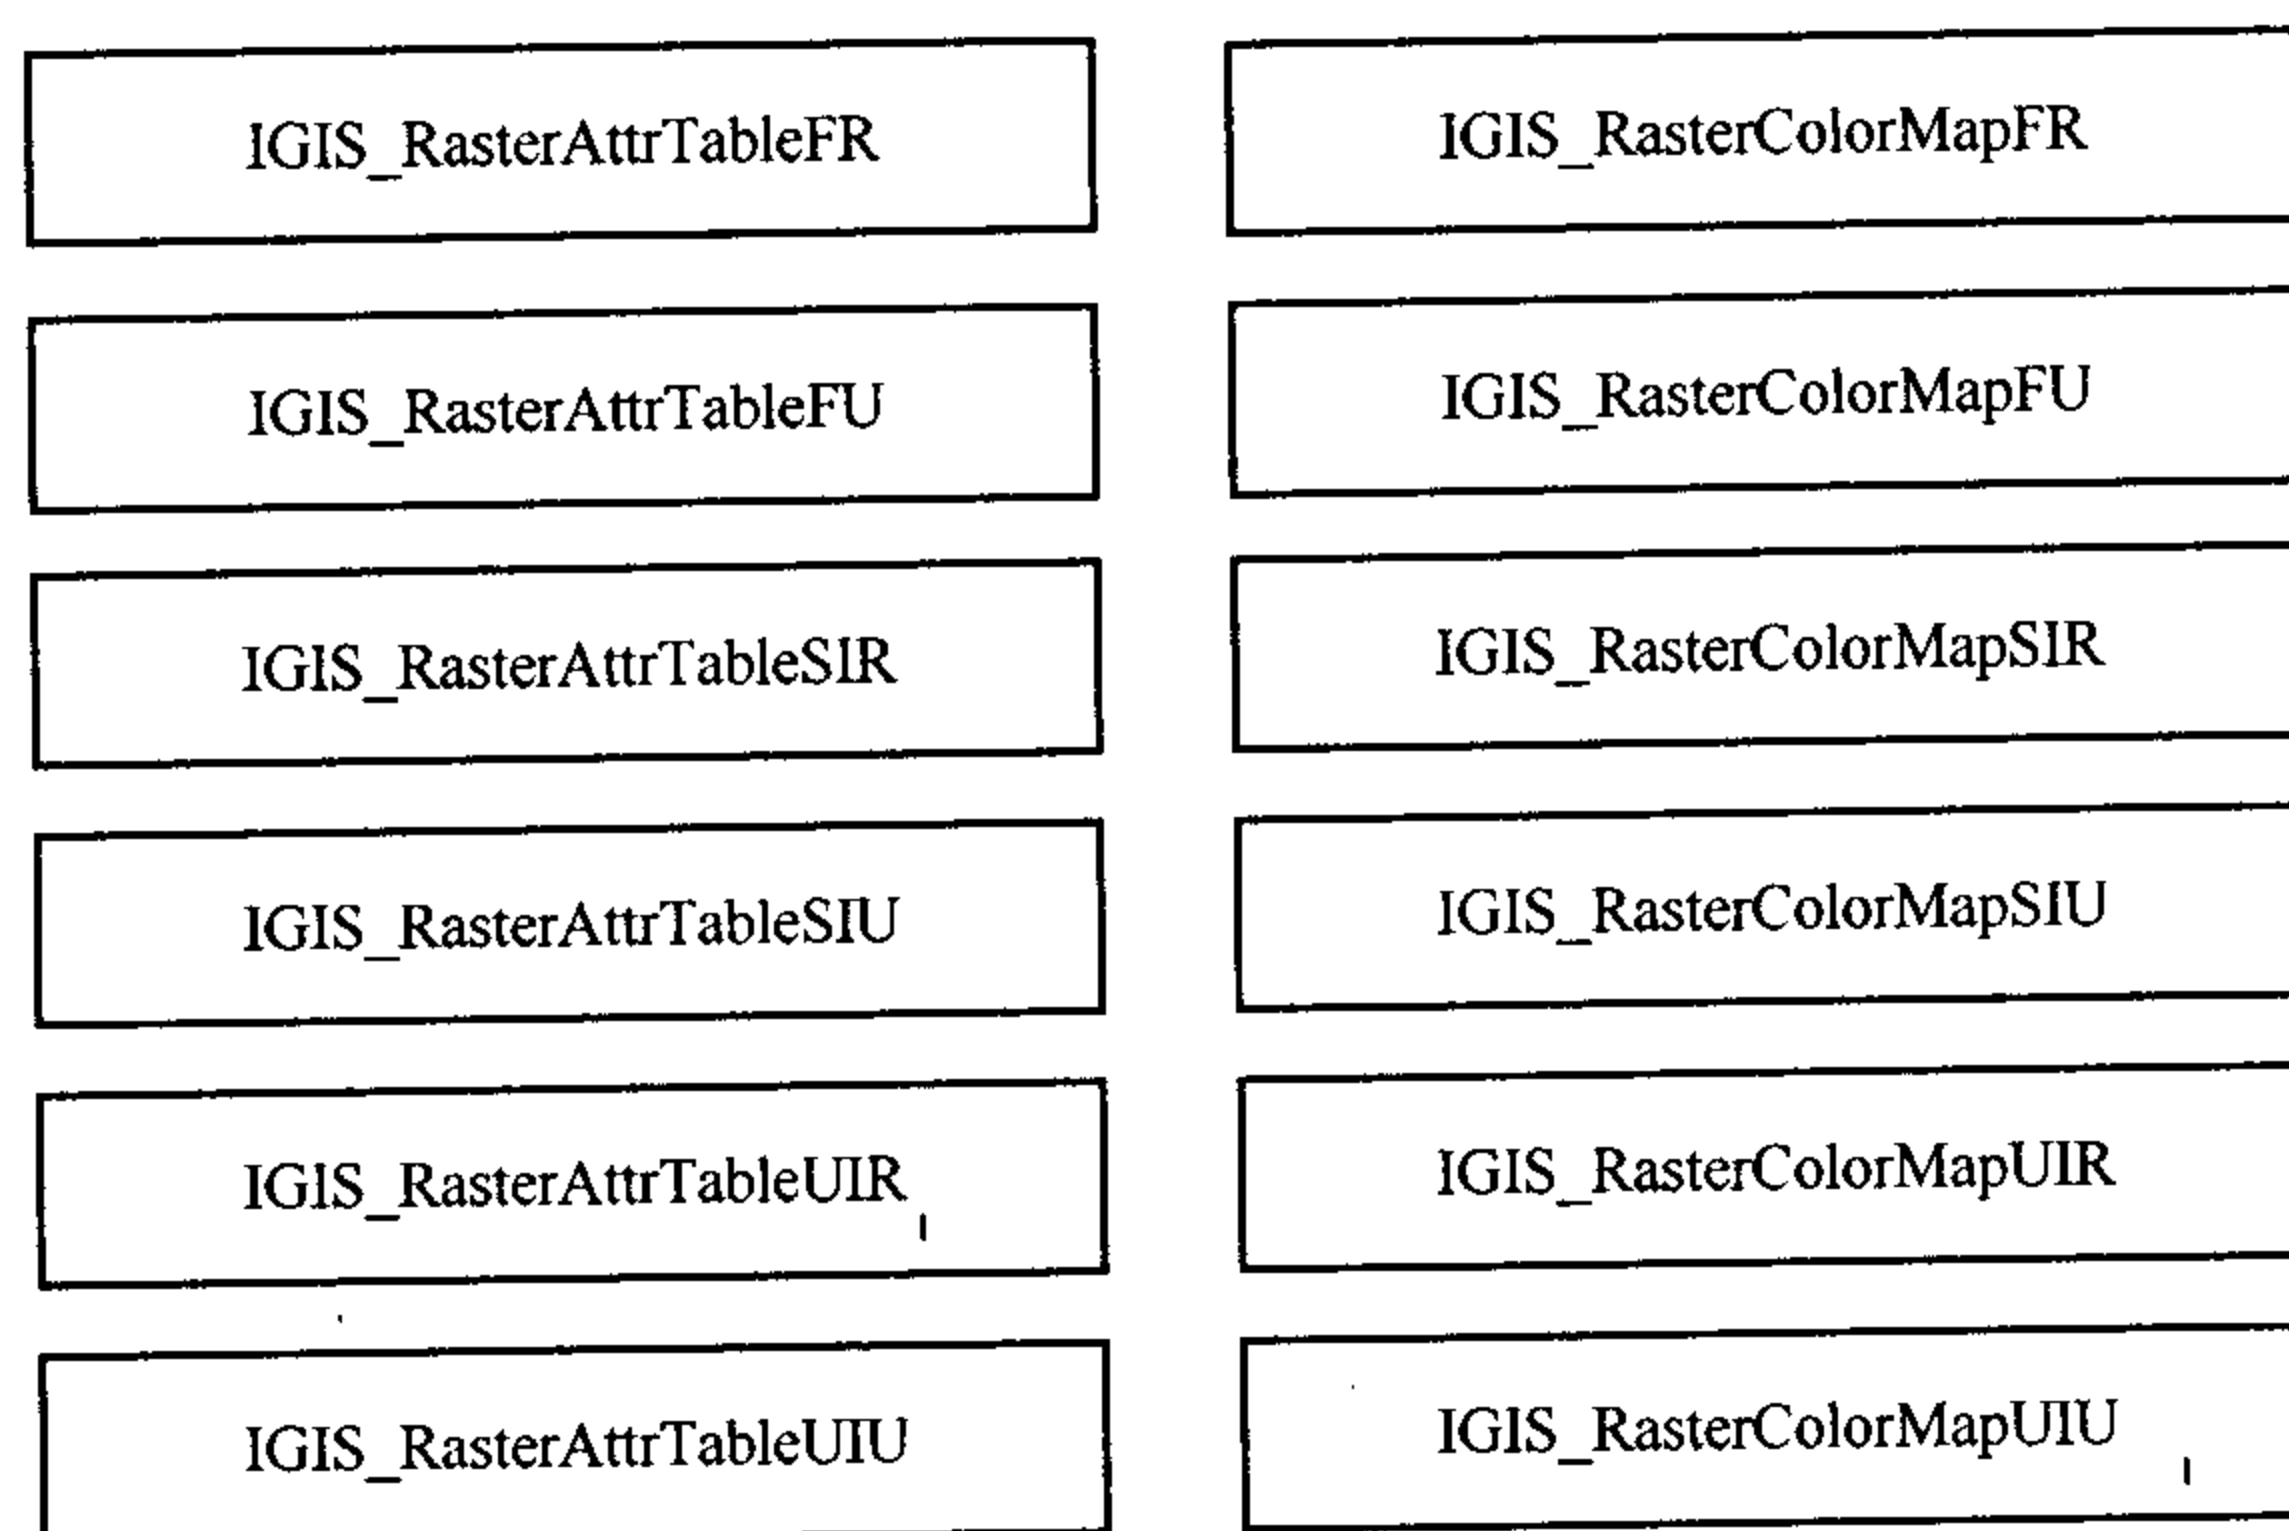 IGIS_RasterAttrTableFR
IGIS_RasterColorMapFR
IGIS_RasterAttrTableFU
IGIS_RasterColorMapFU
IGIS_RasterAttrTableSIR
IGIS_RasterColorMapSIR
IGIS_RasterAttrTableSIU
IGIS_RasterColorMapSIU
IGIS_RasterAttrTableUIR
IGIS_RasterColorMapUIR
IGIS_RasterAttrTableUIU
IGIS_RasterColorMapUIU